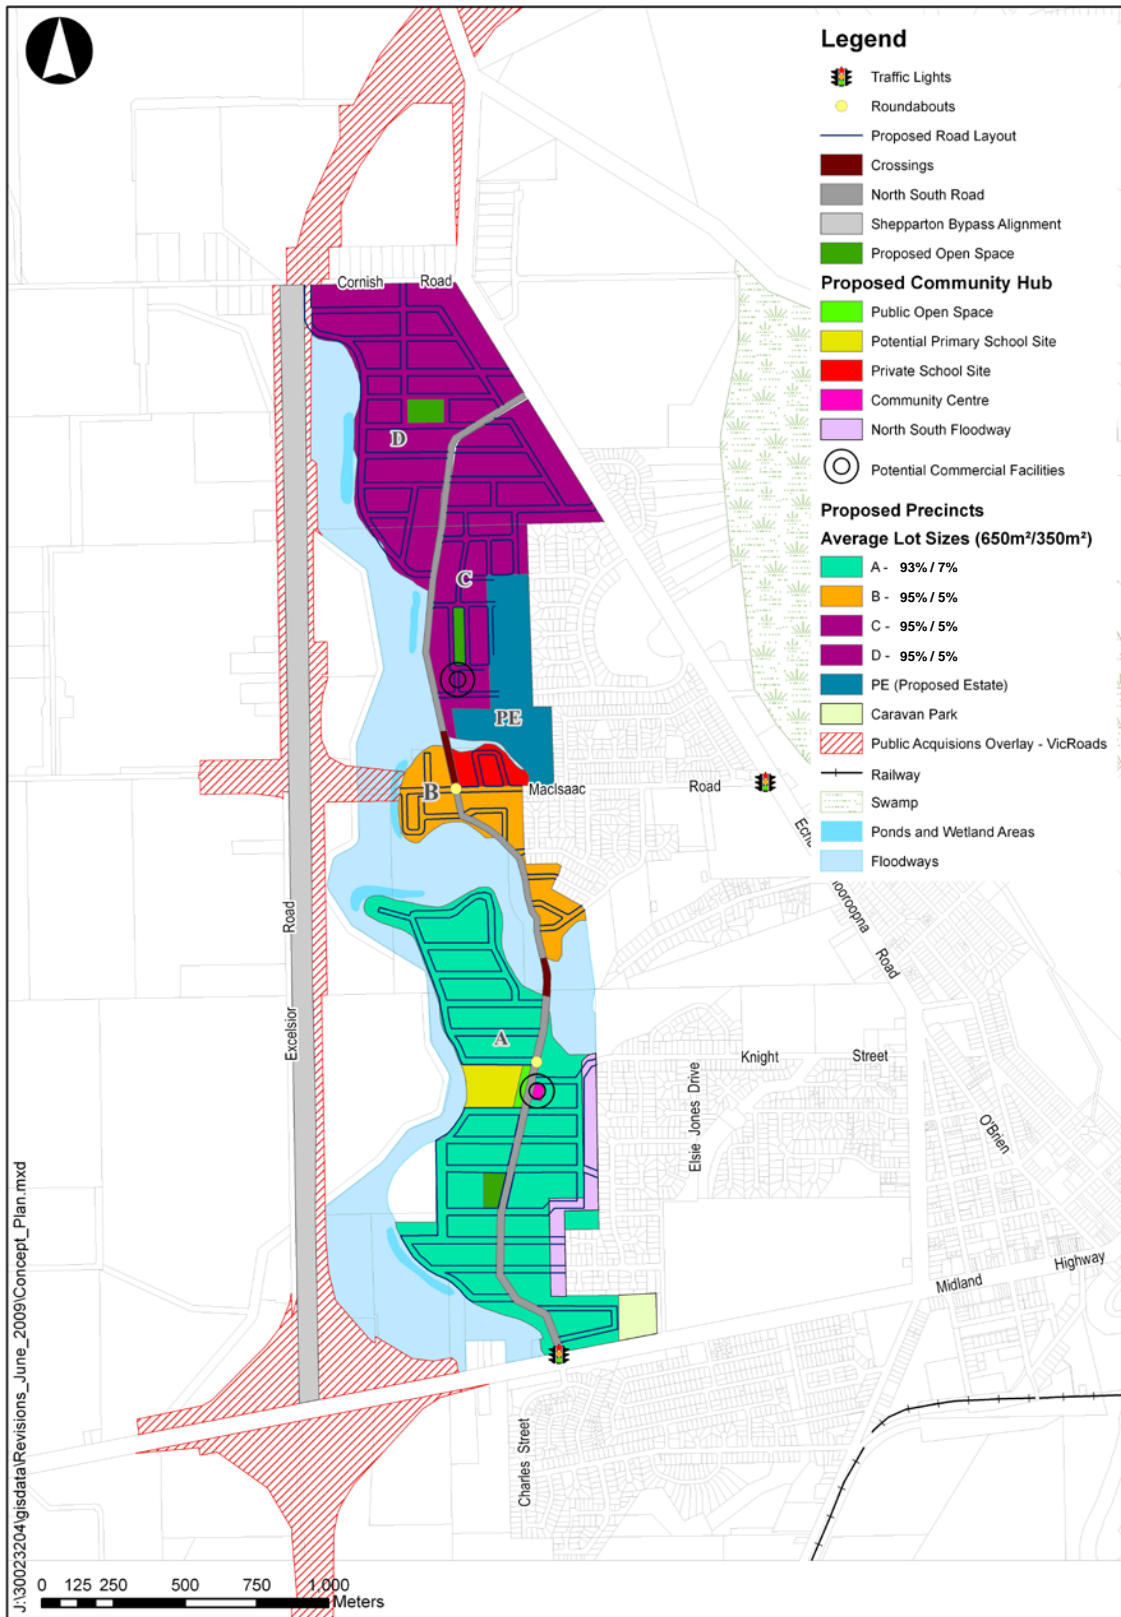 Legend
Traffic Lights
Roundabouts
Proposed Road Layout
Crossings
North South Road
Shepparton Bypass Alignment
Proposed Open Space
Proposed Community Hub
Public Open Space
Potential Primary School Site
Private School Site
Community Centre
North South Floodway
Potential Commercial Facilities
Proposed Precincts
Average Lot Sizes (650m²/350m²)
A - 93% / 7%
B - 95% / 5%
C - 95% / 5%
D - 95% / 5%
PE (Proposed Estate)
Caravan Park
Public Acquisions Overlay - VicRoads
Railway
Swamp
Ponds and Wetland Areas
Floodways
Cornish Road
D
C
PE
B
MacIsaac Road
Echu
ooroopna Road
Excelsior Road
A
Knight Street
Elsie Jones Drive
O'Brien
Midland Highway
Charles Street
J:\30023204\gisdata\Revisions_June_2009\Concept_Plan.mxd
0 125 250 500 750 1,000
Meters